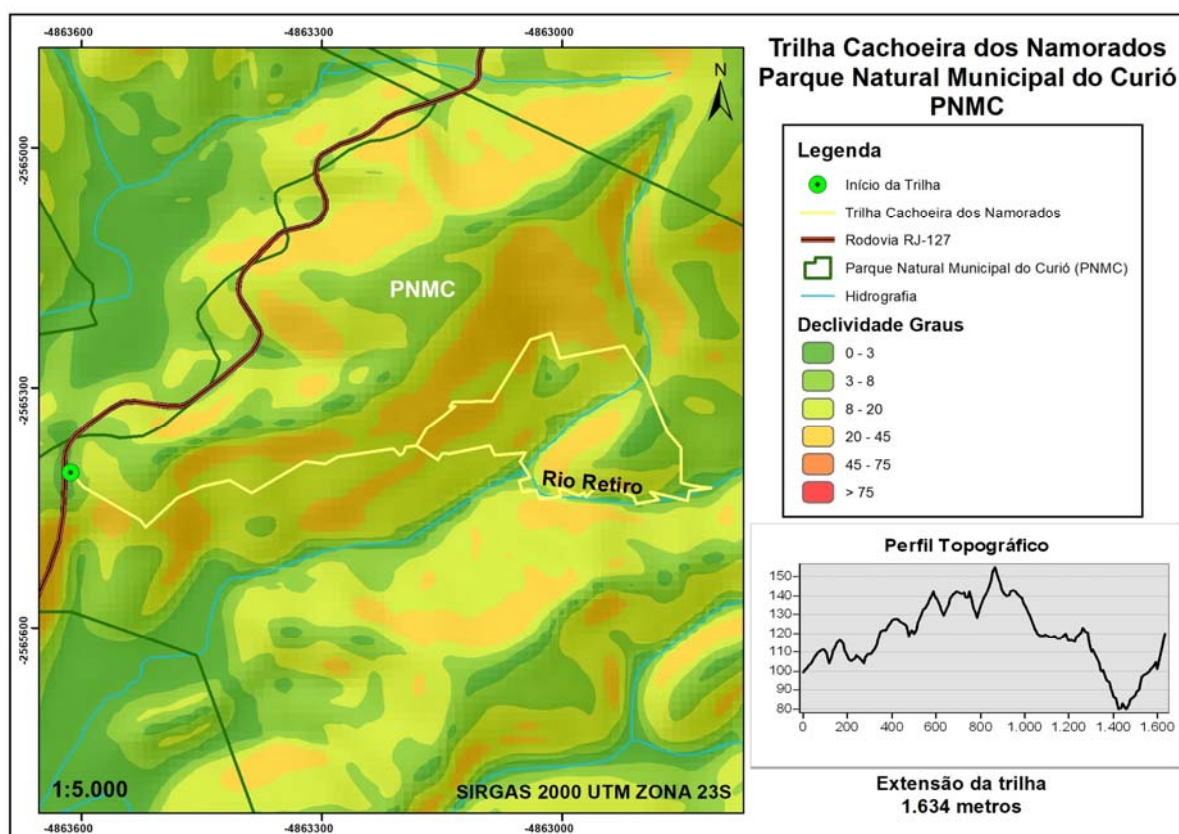 -4863600
-4863300
-4863000
-2565000
-2565300
-2565600
N
PNMC
Rio Retiro
1:5.000
SIRGAS 2000 UTM ZONA 23S
-4863600
-4863300
-4863000
Trilha Cachoeira dos Namorados
Parque Natural Municipal do Curió
PNMC
Legenda
Início da Trilha
Trilha Cachoeira dos Namorados
Rodovia RJ-127
Parque Natural Municipal do Curió (PNMC)
Hidrografia
Declividade Graus
0 - 3
3 - 8
8 - 20
20 - 45
45 - 75
> 75
Perfil Topográfico
150
140
130
120
110
100
90
80
0 200 400 600 800 1.000 1.200 1.400 1.600
Extensão da trilha
1.634 metros